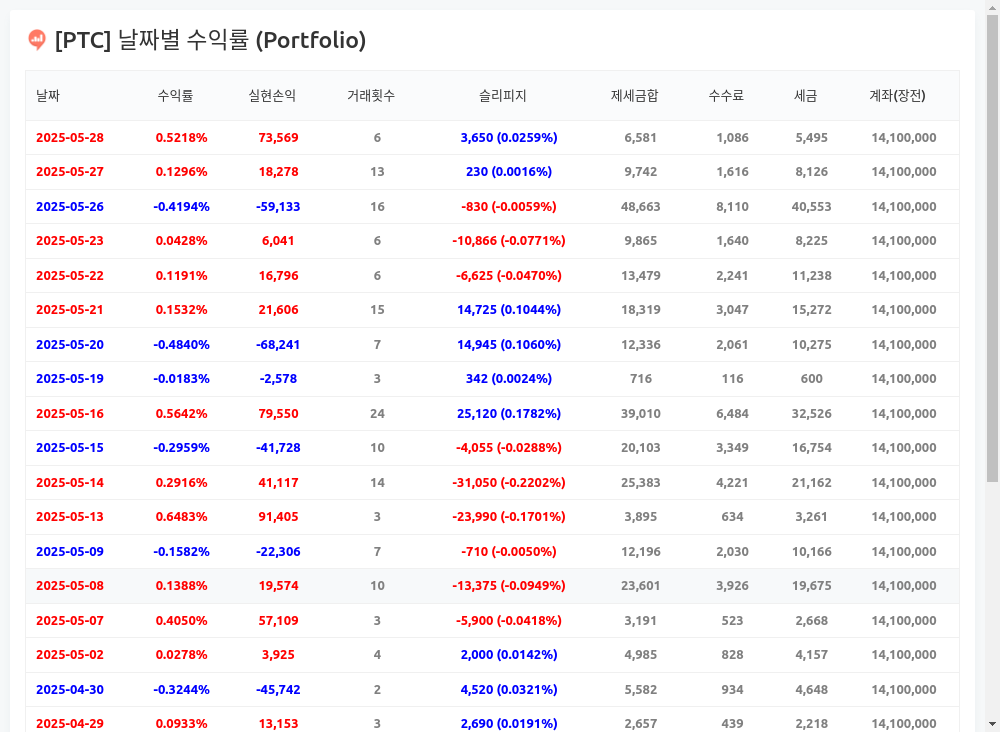 [PTC] 날짜별 수익률 (Portfolio)
날짜 수익률 실현손익 거래횟수 슬리피지 제세금합 수수료 세금 계좌(장전)
2025-05-28 0.5218% 73,569 6 3,650 (0.0259%) 6,581 1,086 5,495 14,100,000
2025-05-27 0.1296% 18,278 13 230 (0.0016%) 9,742 1,616 8,126 14,100,000
2025-05-26 -0.4194% -59,133 16 -830 (-0.0059%) 48,663 8,110 40,553 14,100,000
2025-05-23 0.0428% 6,041 6 -10,866 (-0.0771%) 9,865 1,640 8,225 14,100,000
2025-05-22 0.1191% 16,796 6 -6,625 (-0.0470%) 13,479 2,241 11,238 14,100,000
2025-05-21 0.1532% 21,606 15 14,725 (0.1044%) 18,319 3,047 15,272 14,100,000
2025-05-20 -0.4840% -68,241 7 14,945 (0.1060%) 12,336 2,061 10,275 14,100,000
2025-05-19 -0.0183% -2,578 3 342 (0.0024%) 716 116 600 14,100,000
2025-05-16 0.5642% 79,550 24 25,120 (0.1782%) 39,010 6,484 32,526 14,100,000
2025-05-15 -0.2959% -41,728 10 -4,055 (-0.0288%) 20,103 3,349 16,754 14,100,000
2025-05-14 0.2916% 41,117 14 -31,050 (-0.2202%) 25,383 4,221 21,162 14,100,000
2025-05-13 0.6483% 91,405 3 -23,990 (-0.1701%) 3,895 634 3,261 14,100,000
2025-05-09 -0.1582% -22,306 7 -710 (-0.0050%) 12,196 2,030 10,166 14,100,000
2025-05-08 0.1388% 19,574 10 -13,375 (-0.0949%) 23,601 3,926 19,675 14,100,000
2025-05-07 0.4050% 57,109 3 -5,900 (-0.0418%) 3,191 523 2,668 14,100,000
2025-05-02 0.0278% 3,925 4 2,000 (0.0142%) 4,985 828 4,157 14,100,000
2025-04-30 -0.3244% -45,742 2 4,520 (0.0321%) 5,582 934 4,648 14,100,000
2025-04-29 0.0933% 13,153 3 2,690 (0.0191%) 2,657 439 2,218 14,100,000